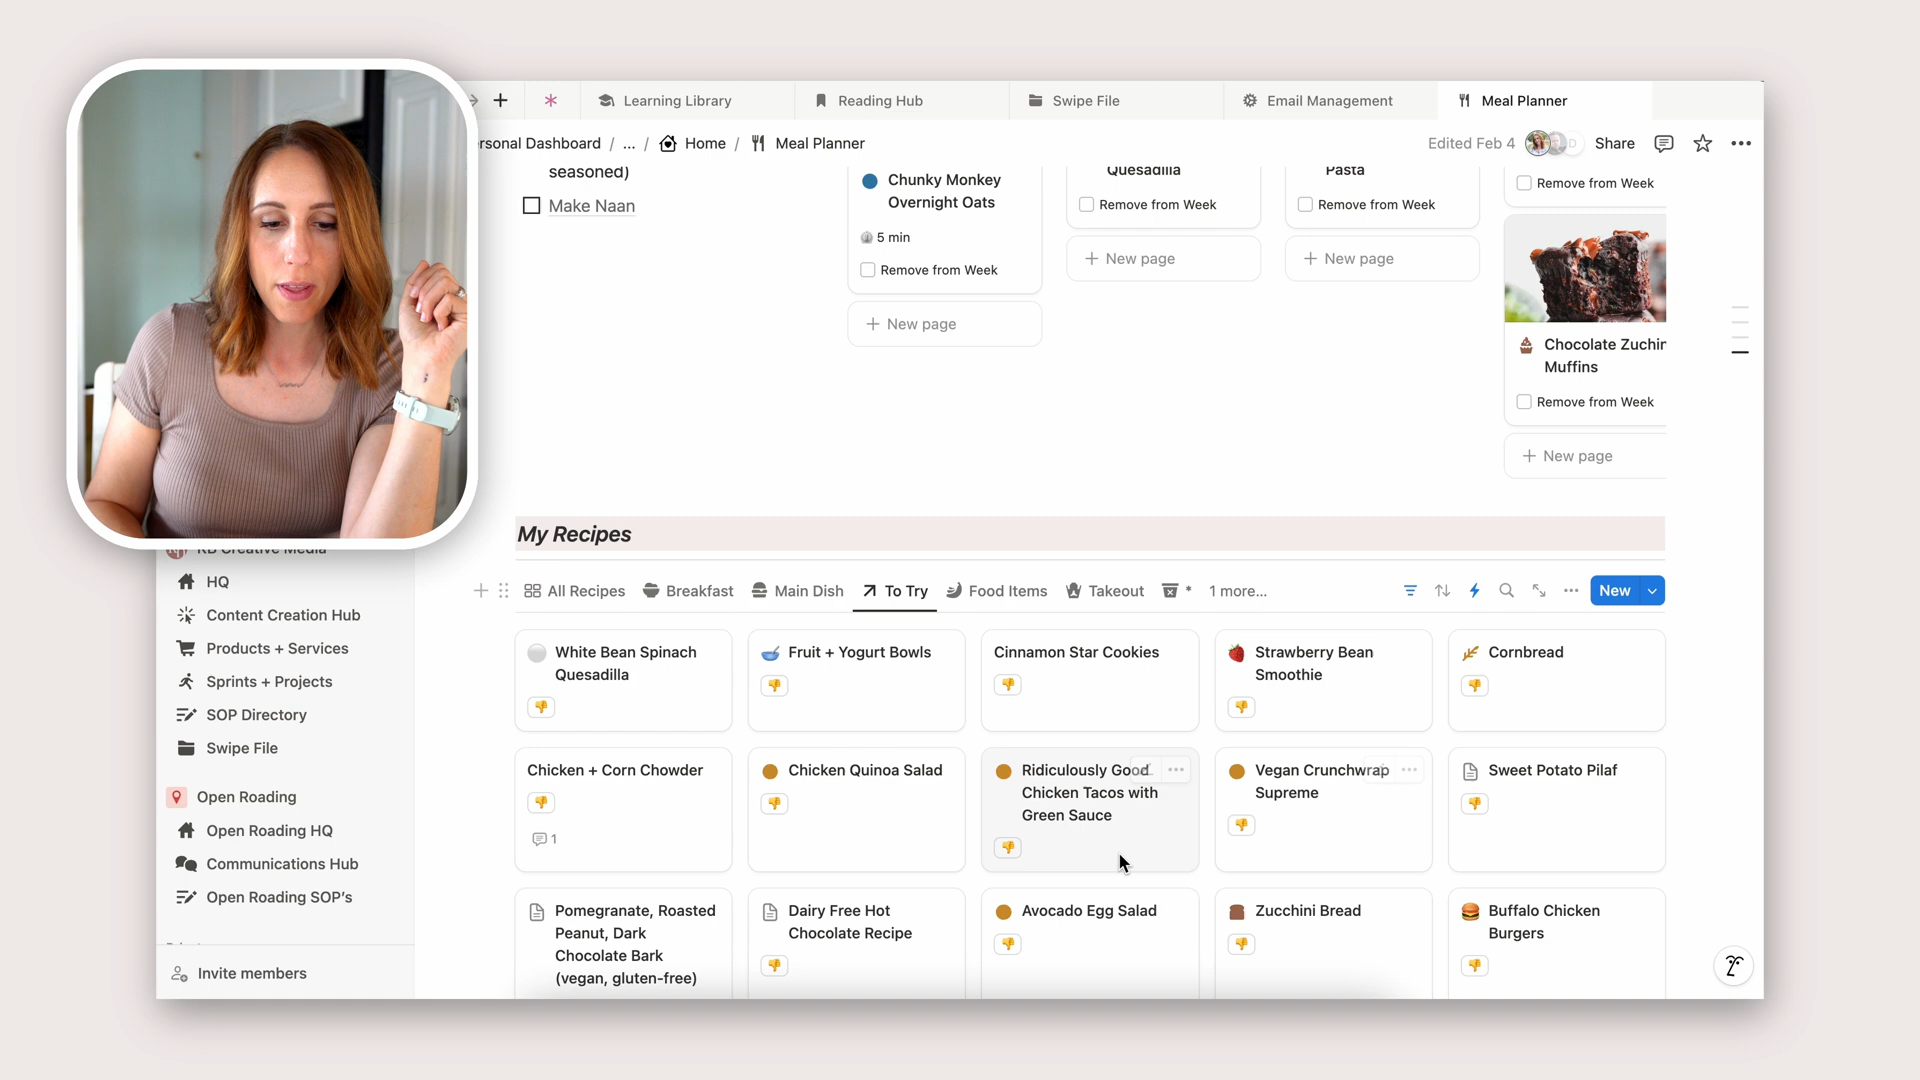 Learning Library
Reading Hub
Swipe File
Email Management
Meal Planner
rsonal Dashboard / ... / Home / Meal Planner
Edited Feb 4
D
Share
seasoned)
Make Naan
Chunky Monkey
Overnight Oats
5 min
Remove from Week
New page
Quesadilla
Remove from Week
New page
Pasta
Remove from Week
New page
Remove from Week
Chocolate Zuchin
Muffins
Remove from Week
New page
My Recipes
All Recipes
Breakfast
Main Dish
To Try
Food Items
Takeout
*
1 more...
New
White Bean Spinach
Quesadilla
Fruit + Yogurt Bowls
Cinnamon Star Cookies
Strawberry Bean
Smoothie
Cornbread
Chicken + Corn Chowder
1
Chicken Quinoa Salad
Ridiculously Good
Chicken Tacos with
Green Sauce
Vegan Crunchwrap
Supreme
Sweet Potato Pilaf
Pomegranate, Roasted
Peanut, Dark
Chocolate Bark
(vegan, gluten-free)
Dairy Free Hot
Chocolate Recipe
Avocado Egg Salad
Zucchini Bread
Buffalo Chicken
Burgers
KB Creative Media
HQ
Content Creation Hub
Products + Services
Sprints + Projects
SOP Directory
Swipe File
Open Roading
Open Roading HQ
Communications Hub
Open Roading SOP's
Invite members